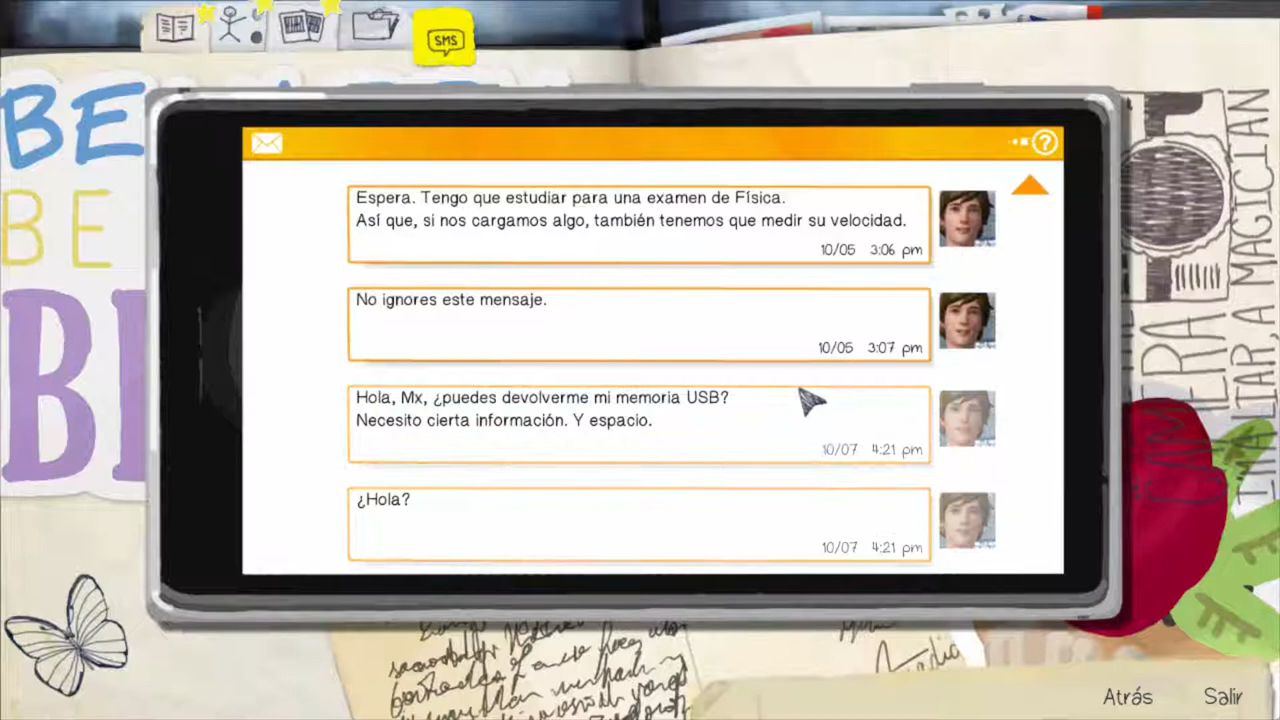 SMS
BE
BE
B
Espera. Tengo que estudiar para una examen de Física.
Así que, si nos cargamos algo, también tenemos que medir su velocidad.
10/05 3:06 pm
No ignores este mensaje.
10/05 3:07 pm
Hola, Mx, ¿puedes devolverme mi memoria USB?
Necesito cierta información. Y espacio.
10/07 4:21 pm
¿Hola?
10/07 4:21 pm
Atrás Salir